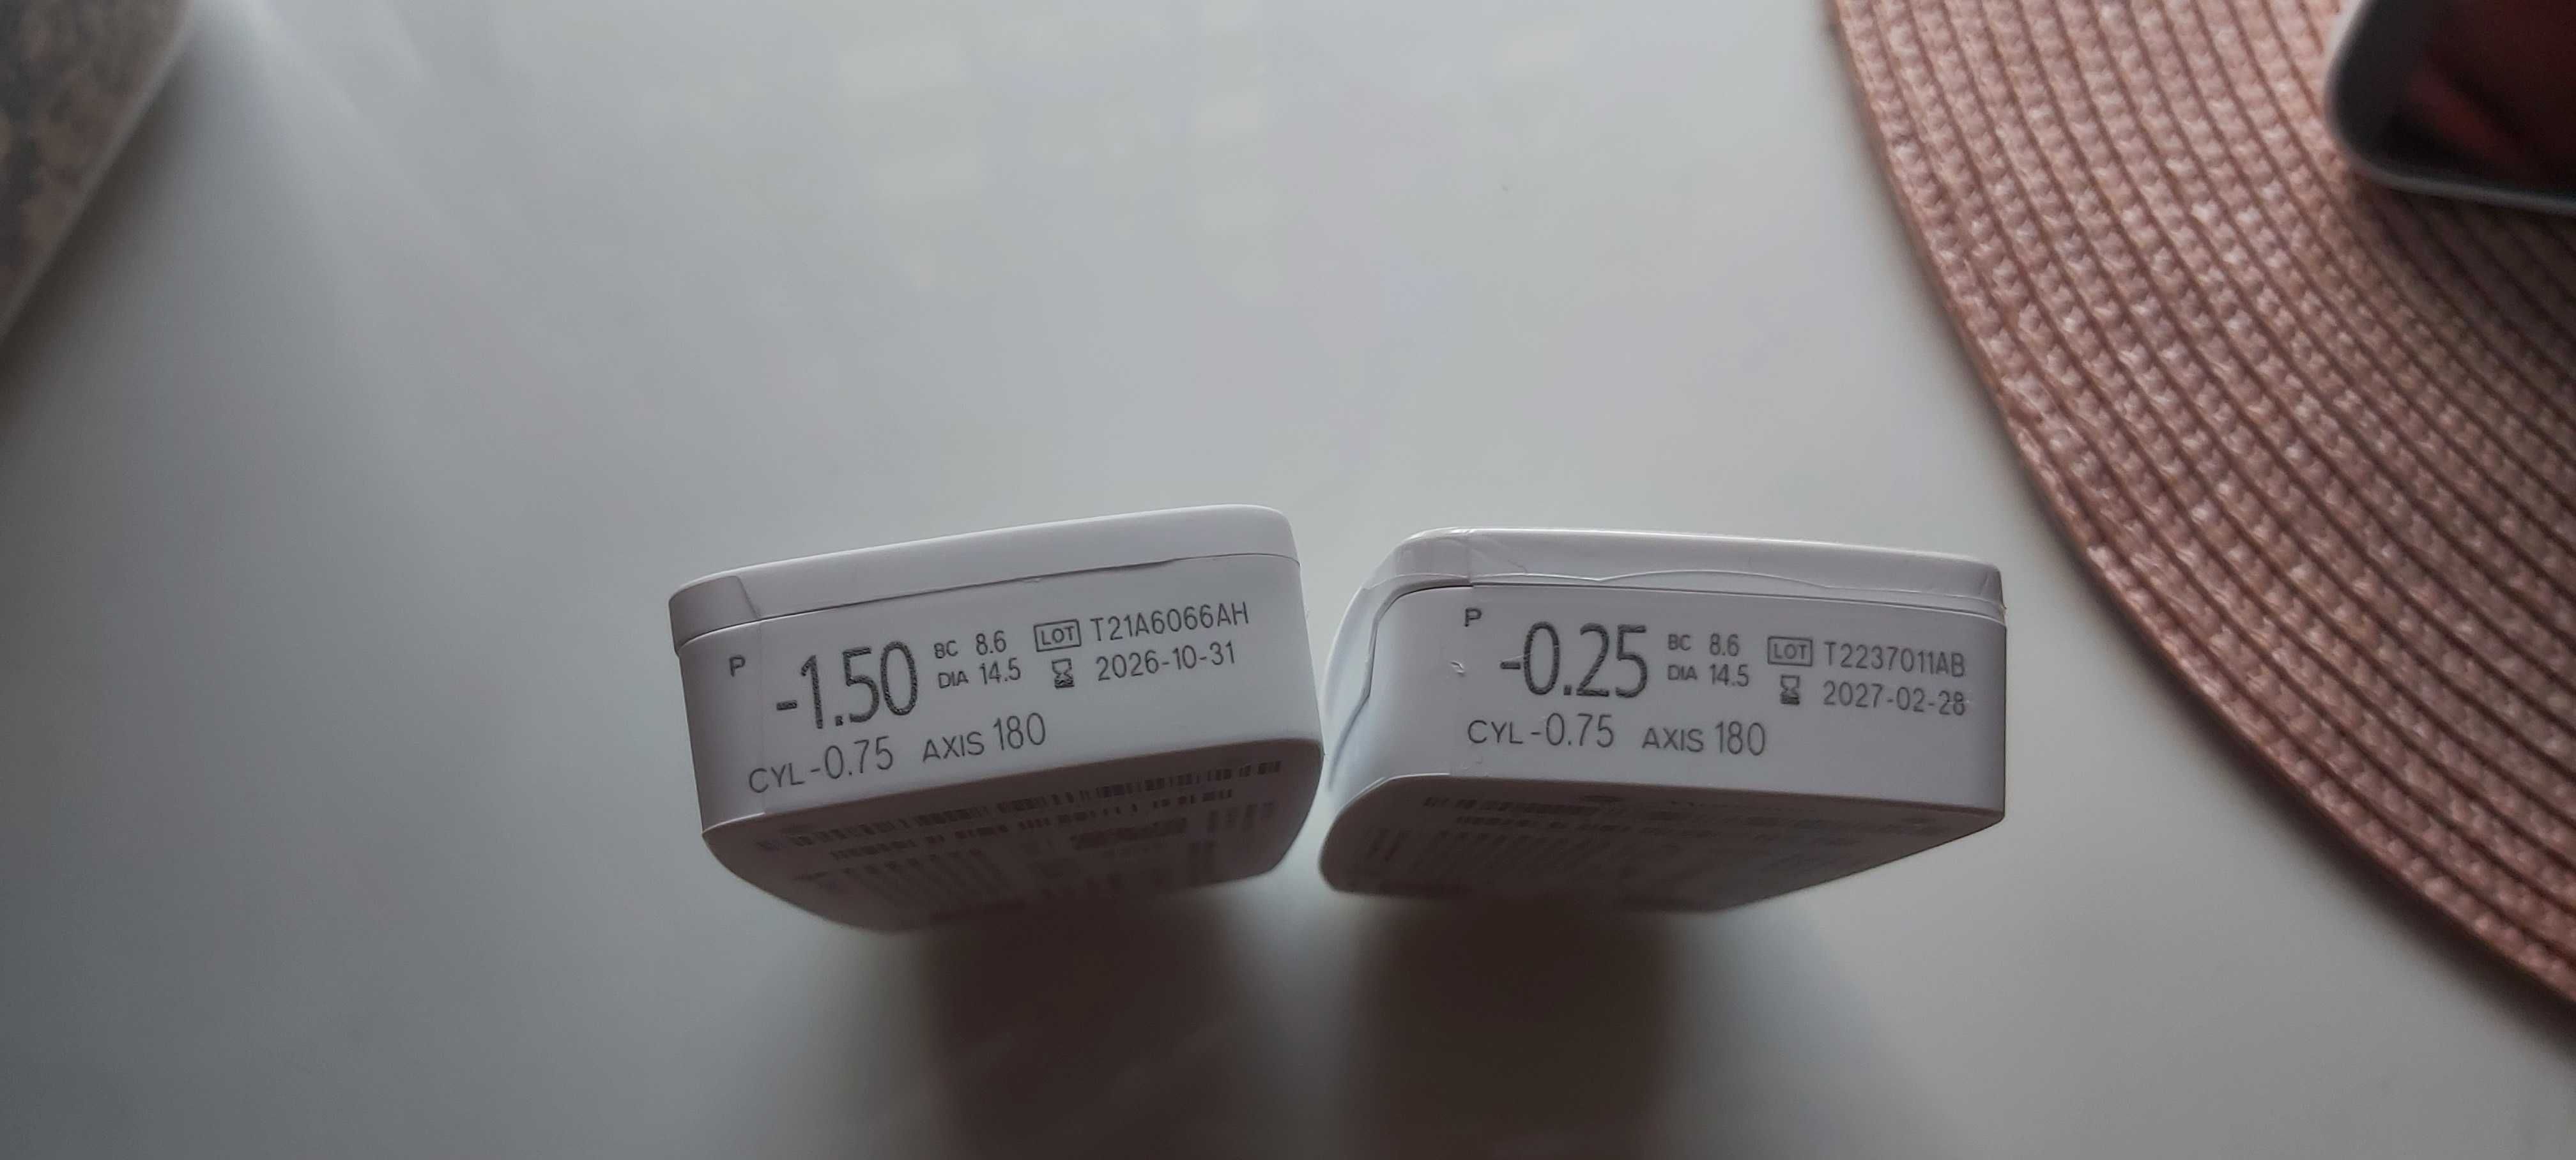 P -1.50 BC 8.6 LOT T21A6066AH
DIA 14.5 2026-10-31
CYL -0.75 AXIS 180
P -0.25 BC 8.6 LOT T2237011AB
DIA 14.5 2027-02-28
CYL -0.75 AXIS 180